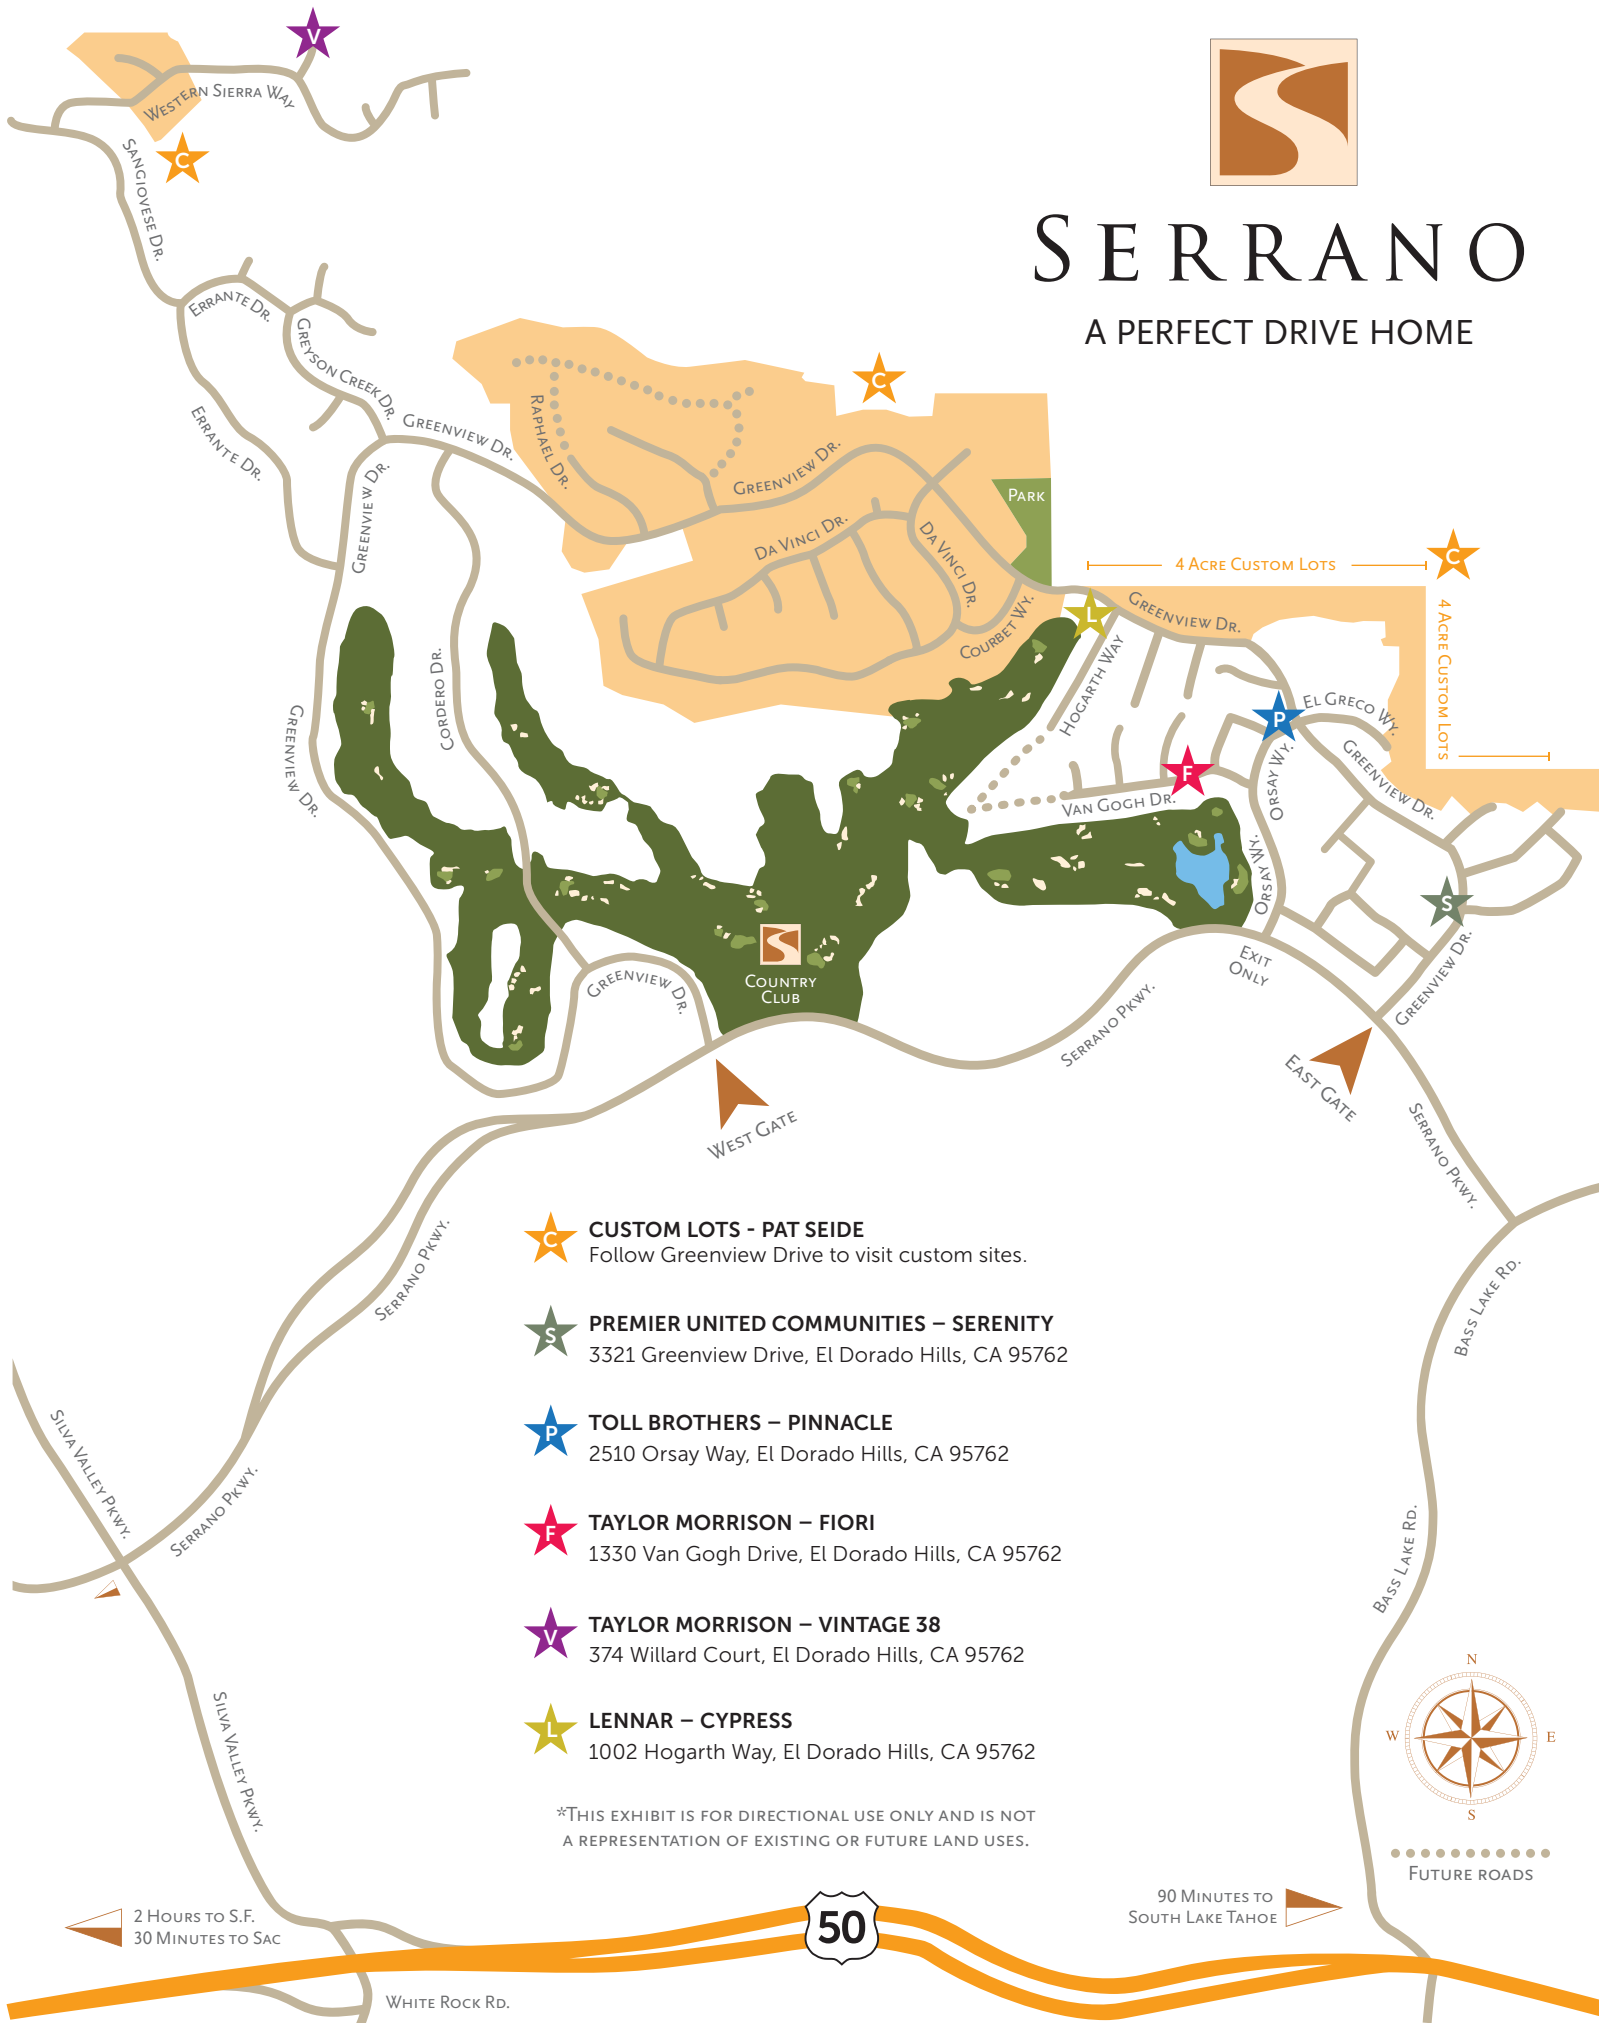 V
WESTERN SIERRA WAY
C
SANGIOVESE DR.
SERRANO
A PERFECT DRIVE HOME
ERRANTE DR.
GREYSON CREEK DR.
ERRANTE DR.
GREENVIEW DR.
C
RAPHAEL DR.
GREENVIEW DR.
GREENVIEW DR.
PARK
DA VINCI DR.
DA VINCI DR.
COURBET WY.
C
4 ACRE CUSTOM LOTS
4 ACRE CUSTOM LOTS
L
GREENVIEW DR.
HOGARTH WAY
CORDERO DR.
GREENVIEW DR.
P
EL GRECO WY.
GREENVIEW DR.
ORSAY WY.
F
VAN GOGH DR.
ORSAY WY.
S
COUNTRY
CLUB
GREENVIEW DR.
EXIT
ONLY
GREENVIEW DR.
SERRANO PKWY.
WEST GATE
EAST GATE
SERRANO PKWY.
SERRANO PKWY.
BASS LAKE RD.
C
CUSTOM LOTS - PAT SEIDE
Follow Greenview Drive to visit custom sites.
S
PREMIER UNITED COMMUNITIES – SERENITY
3321 Greenview Drive, El Dorado Hills, CA 95762
P
TOLL BROTHERS – PINNACLE
2510 Orsay Way, El Dorado Hills, CA 95762
F
TAYLOR MORRISON – FIORI
1330 Van Gogh Drive, El Dorado Hills, CA 95762
V
TAYLOR MORRISON – VINTAGE 38
374 Willard Court, El Dorado Hills, CA 95762
L
LENNAR – CYPRESS
1002 Hogarth Way, El Dorado Hills, CA 95762
*THIS EXHIBIT IS FOR DIRECTIONAL USE ONLY AND IS NOT
A REPRESENTATION OF EXISTING OR FUTURE LAND USES.
SILVA VALLEY PKWY.
SERRANO PKWY.
SILVA VALLEY PKWY.
BASS LAKE RD.
N
W
E
S
FUTURE ROADS
2 HOURS TO S.F.
30 MINUTES TO SAC
50
90 MINUTES TO
SOUTH LAKE TAHOE
WHITE ROCK RD.